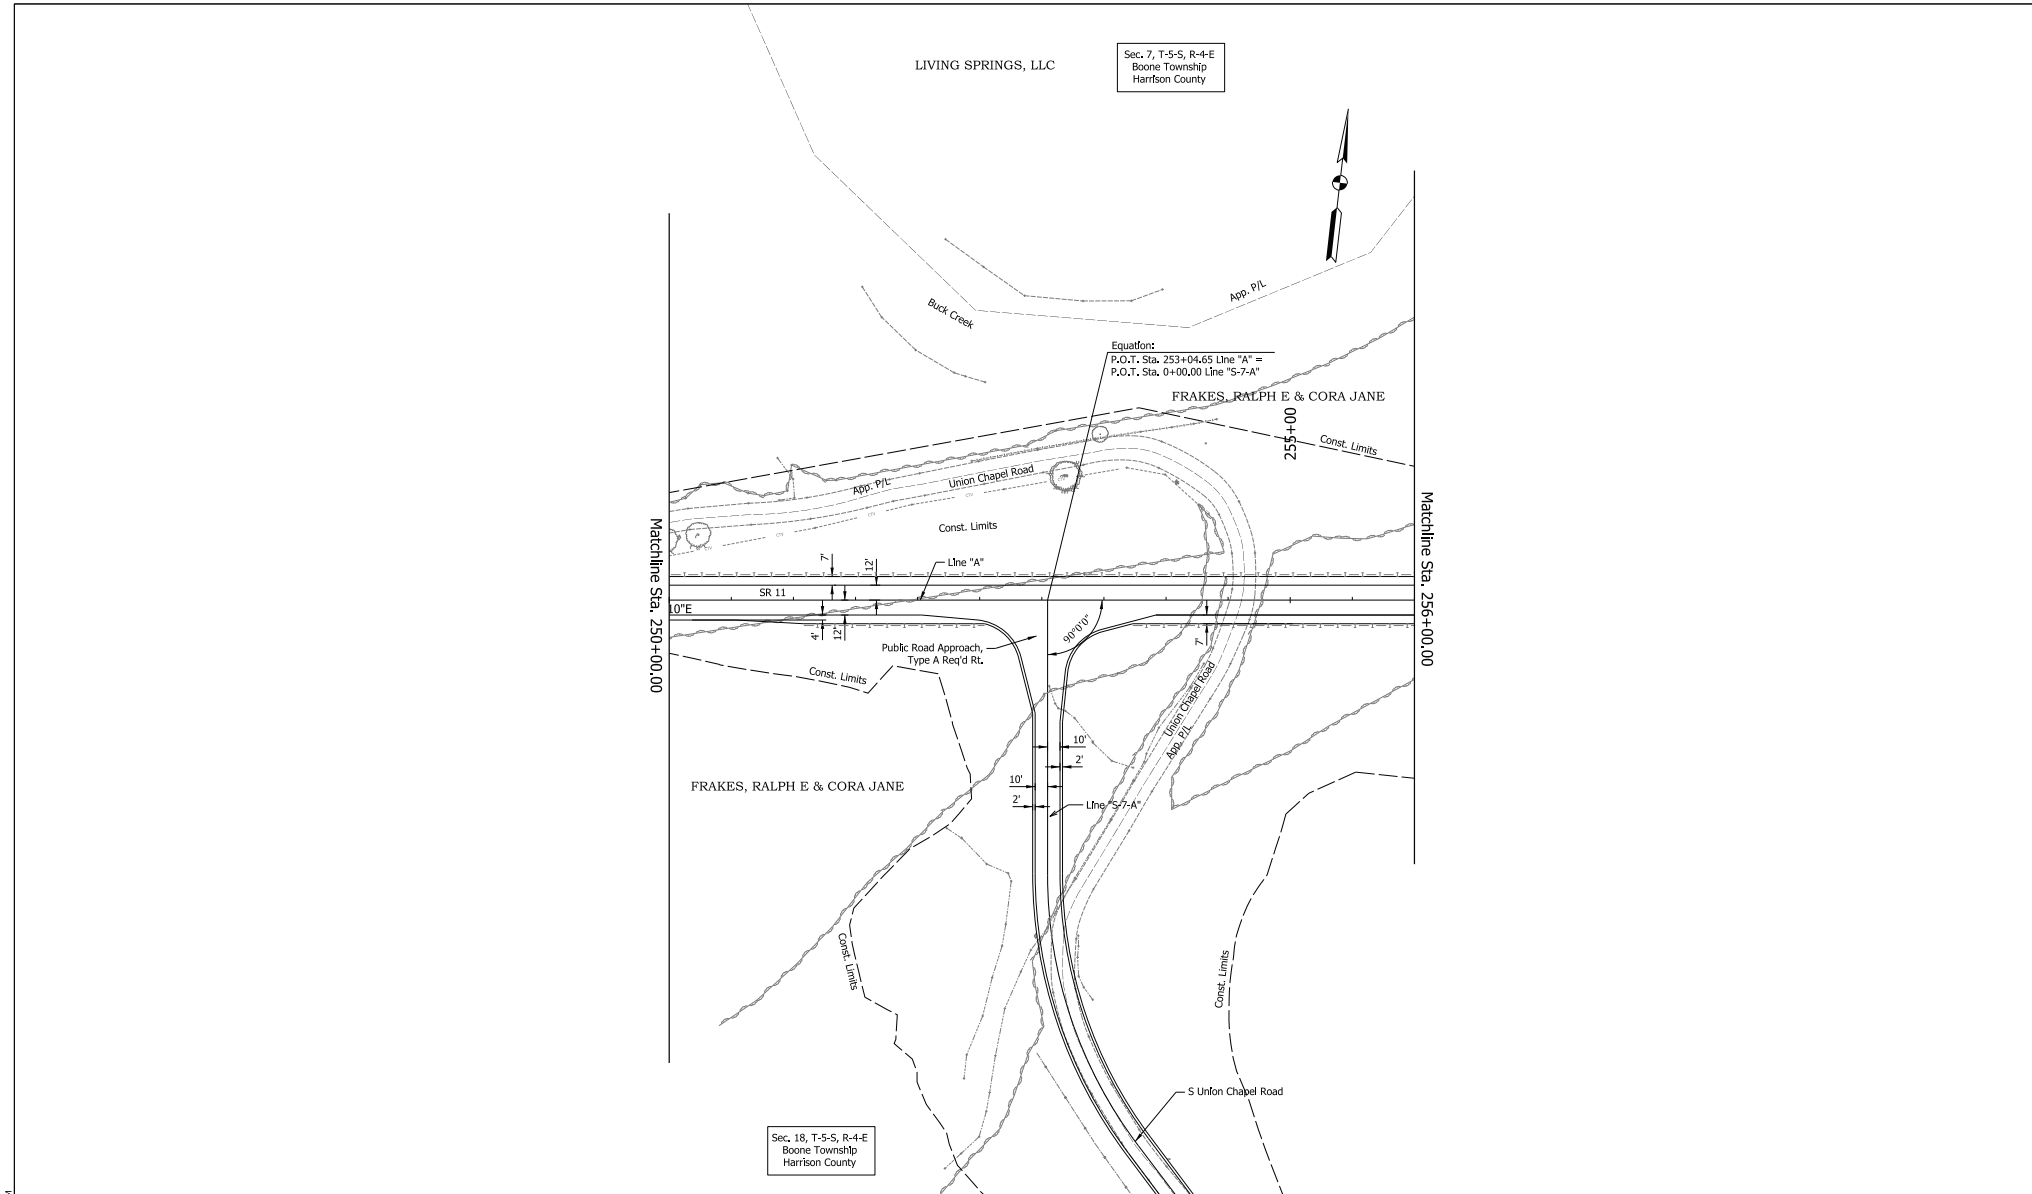 LIVING SPRINGS, LLC
Sec. 7, T-5-S, R-4-E
Boone Township
Harrison County
App. P/L
Buck Creek
Equation:
P.O.T. Sta. 253+04.65 Line "A" =
P.O.T. Sta. 0+00.00 Line "S-7-A"
FRAKES, RALPH E & CORA JANE
255+00
Const. Limits
Union Chapel Road
App. P/L
Const. Limits
Matchline Sta. 250+00.00
Matchline Sta. 256+00.00
7'
12'
Line "A"
SR 11
10"E
4'
12'
90°0'0"
7'
Public Road Approach,
Type A Req'd Rt.
Const. Limits
Union Chapel Road
App. P/L
10'
2'
10'
2'
FRAKES, RALPH E & CORA JANE
Line "S-7-A"
Const. Limits
Const. Limits
S Union Chapel Road
Sec. 18, T-5-S, R-4-E
Boone Township
Harrison County